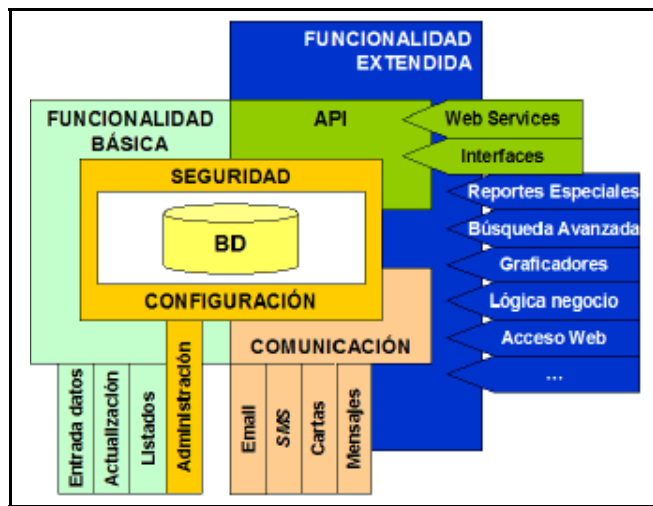 FUNCIONALIDAD
EXTENDIDA
FUNCIONALIDAD
BÁSICA
API
Web Services
Interfaces
SEGURIDAD
BD
CONFIGURACIÓN
Reportes Especiales
Búsqueda Avanzada
Graficadores
Lógica negocio
Acceso Web
...
COMUNICACIÓN
Entrada datos
Actualización
Listados
Administración
Email
SMS
Cartas
Mensajes